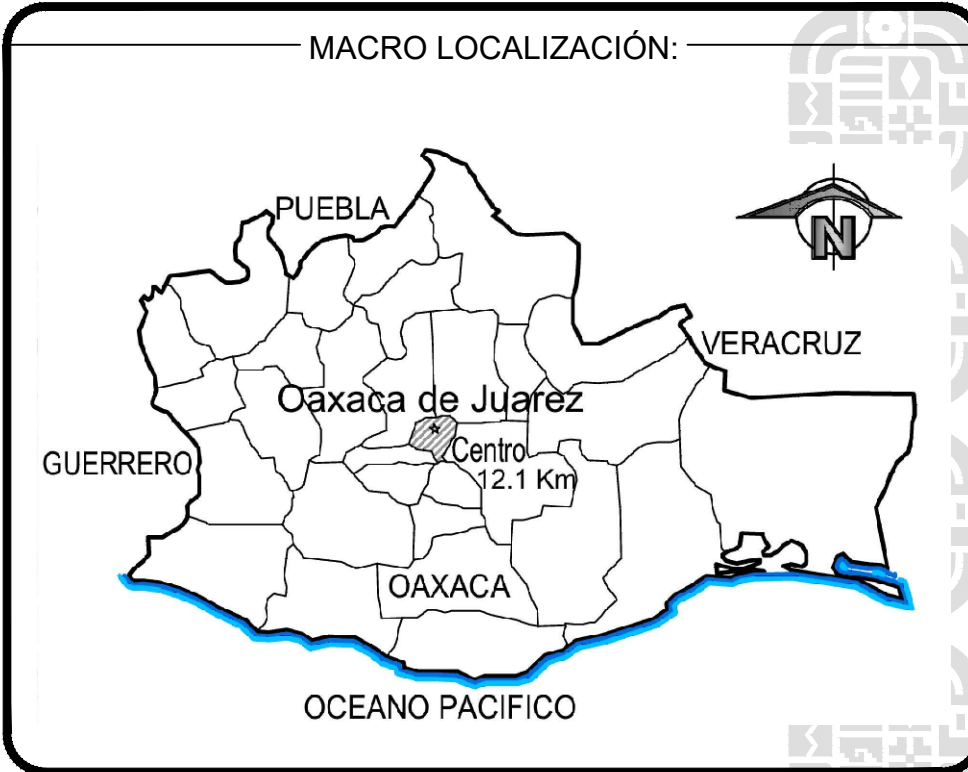 MACRO LOCALIZACIÓN:
PUEBLA
N
VERACRUZ
Oaxaca de Juarez
Centro
GUERRERO
12.1 Km
OAXACA
OCEANO PACIFICO